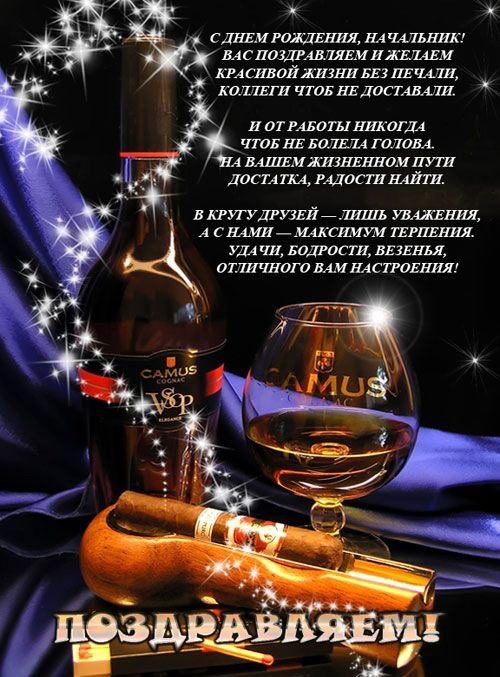 С ДНЕМ РОЖДЕНИЯ, НАЧАЛЬНИК!
ВАС ПОЗДРАВЛЯЕМ И ЖЕЛАЕМ
КРАСИВОЙ ЖИЗНИ БЕЗ ПЕЧАЛИ,
КОЛЛЕГИ ЧТОБ НЕ ДОСТАВАЛИ.
И ОТ РАБОТЫ НИКОГДА
ЧТОБ НЕ БОЛЕЛА ГОЛОВА.
НА ВАШЕМ ЖИЗНЕННОМ ПУТИ
ДОСТАТКА, РАДОСТИ НАЙТИ.
В КРУГУ ДРУЗЕЙ — ЛИШЬ УВАЖЕНИЯ,
А С НАМИ — МАКСИМУМ ТЕРПЕНИЯ.
УДАЧИ, БОДРОСТИ, ВЕЗЕНЬЯ,
ОТЛИЧНОГО ВАМ НАСТРОЕНИЯ!
CAMUS
COGNAC
VSOP
ELEGANCE
CAMUS
COGNAC
ПОЗДРАВЛЯЕМ!